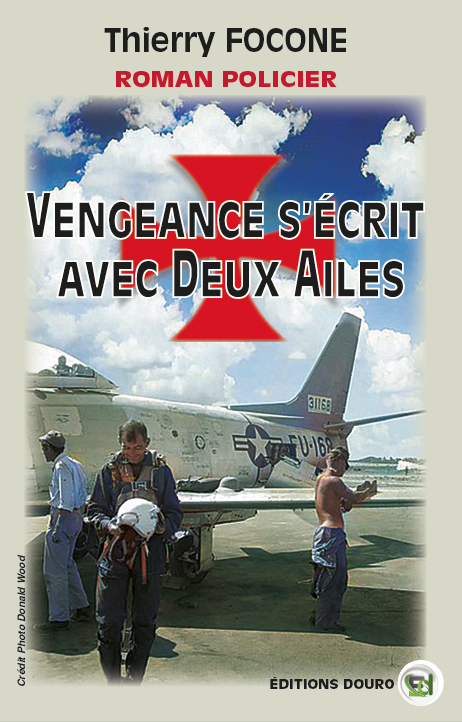 Thierry FOCONE
ROMAN POLICIER
VENGEANCE S'ÉCRIT
AVEC DEUX AILES
31168
FU-168
Crédit Photo Donald Wood
ÉDITIONS DOURO